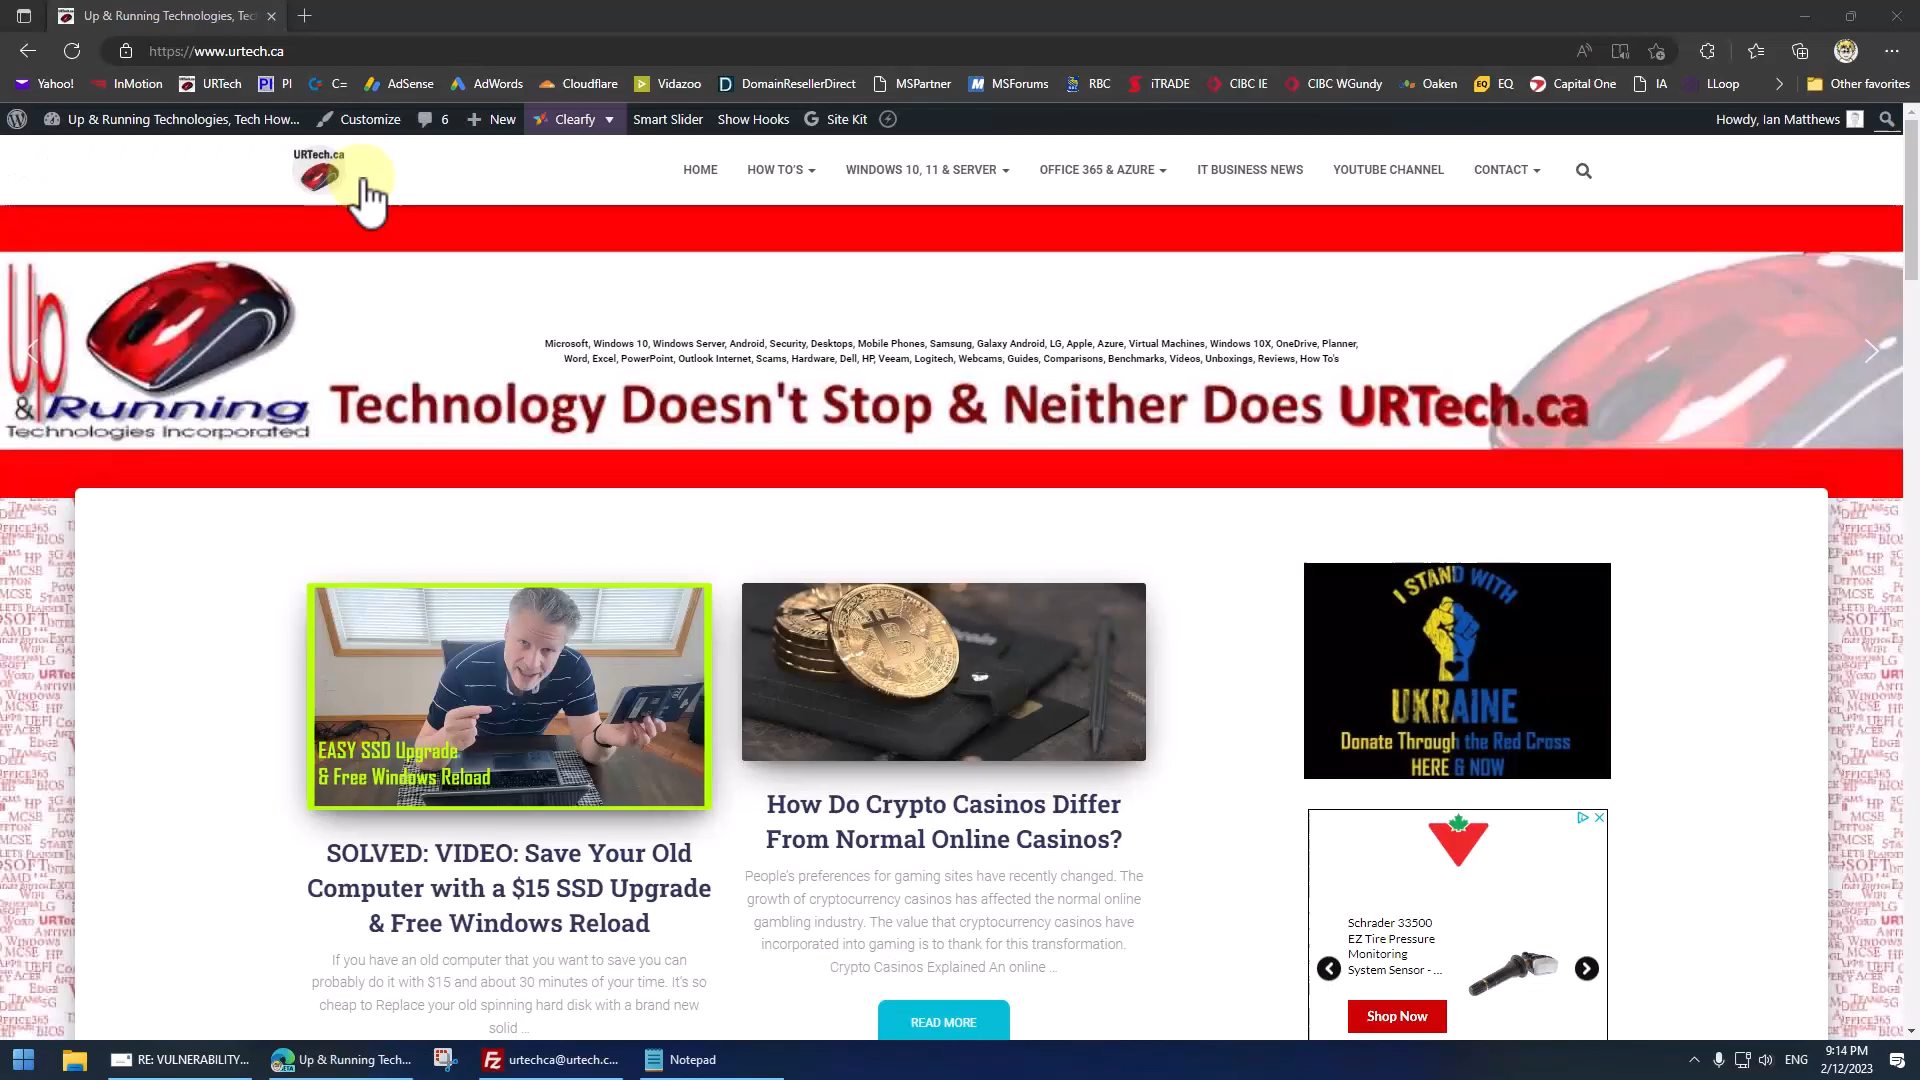 Up & Running Technologies, Tec
https://www.urtech.ca
Yahoo!
InMotion
URTech
PI
C=
AdSense
AdWords
Cloudflare
Vidazoo
DomainResellerDirect
MSPartner
MSForums
RBC
iTRADE
CIBC IE
CIBC WGundy
Oaken
EQ
Capital One
IA
LLoop
Other favorites
Up & Running Technologies, Tech How...
Customize
6
New
Clearfy
Smart Slider
Show Hooks
Site Kit
Howdy, Ian Matthews
URTech.ca
HOME
HOW TO'S
WINDOWS 10, 11 & SERVER
OFFICE 365 & AZURE
IT BUSINESS NEWS
YOUTUBE CHANNEL
CONTACT
Microsoft, Windows 10, Windows Server, Android, Security, Desktops, Mobile Phones, Samsung, Galaxy Android, LG, Apple, Azure, Virtual Machines, Windows 10X, OneDrive, Planner,
Word, Excel, PowerPoint, Outlook Internet, Scams, Hardware, Dell, HP, Veeam, Logitech, Webcams, Guides, Comparisons, Benchmarks, Videos, Unboxings, Reviews, How To's
Up
& Running
Technologies Incorporated
Technology Doesn't Stop & Neither Does URTech.ca
EASY SSD Upgrade
& Free Windows Reload
SOLVED: VIDEO: Save Your Old
Computer with a $15 SSD Upgrade
& Free Windows Reload
If you have an old computer that you want to save you can
probably do it with $15 and about 30 minutes of your time. It's so
cheap to Replace your old spinning hard disk with a brand new
solid ...
How Do Crypto Casinos Differ
From Normal Online Casinos?
People's preferences for gaming sites have recently changed. The
growth of cryptocurrency casinos has affected the normal online
gambling industry. The value that cryptocurrency casinos have
incorporated into gaming is to thank for this transformation.
Crypto Casinos Explained An online ...
READ MORE
I STAND WITH
UKRAINE
Donate Through the Red Cross
HERE & NOW
Schrader 33500
EZ Tire Pressure
Monitoring
System Sensor - ...
Shop Now
RE: VULNERABILITY...
Up & Running Tech...
urtechca@urtech.c...
Notepad
ENG
9:14 PM
2/12/2023